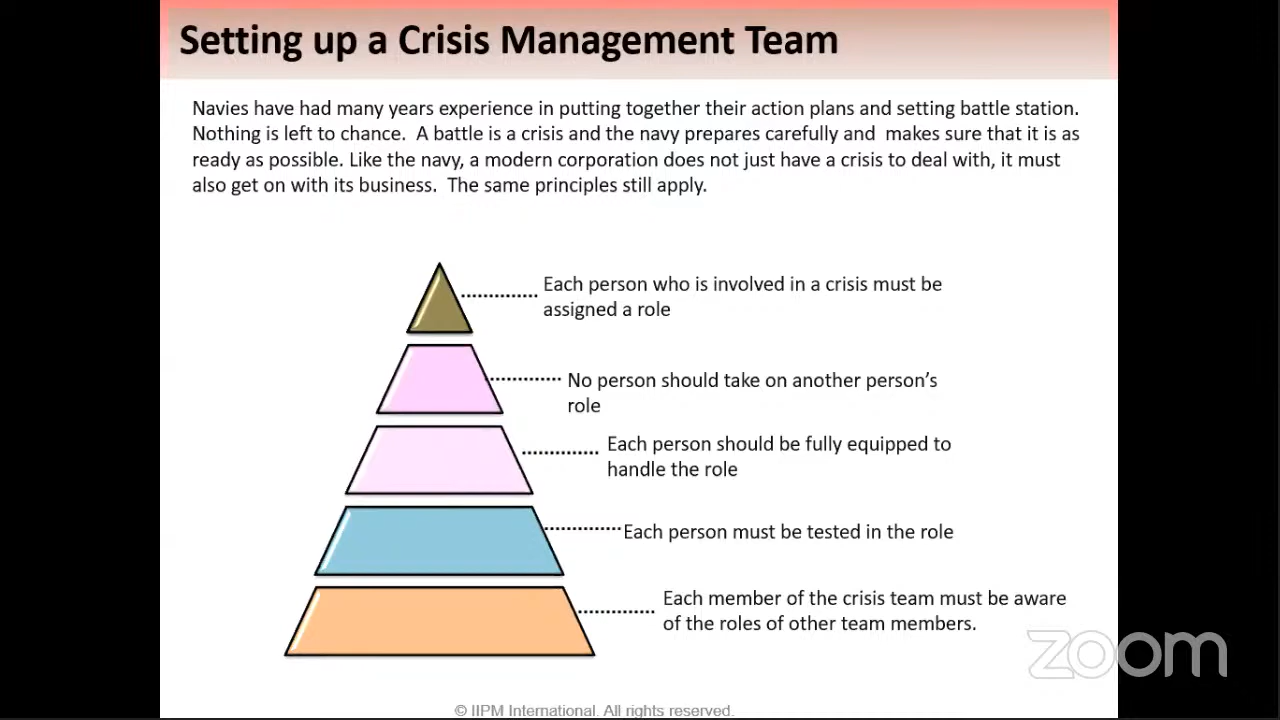 Setting up a Crisis Management Team
Navies have had many years experience in putting together their action plans and setting battle station.
Nothing is left to chance.  A battle is a crisis and the navy prepares carefully and  makes sure that it is as
ready as possible. Like the navy, a modern corporation does not just have a crisis to deal with, it must
also get on with its business.  The same principles still apply.
Each person who is involved in a crisis must be
assigned a role
No person should take on another person’s
role
Each person should be fully equipped to
handle the role
Each person must be tested in the role
Each member of the crisis team must be aware
of the roles of other team members.
zoom
© IIPM International. All rights reserved.